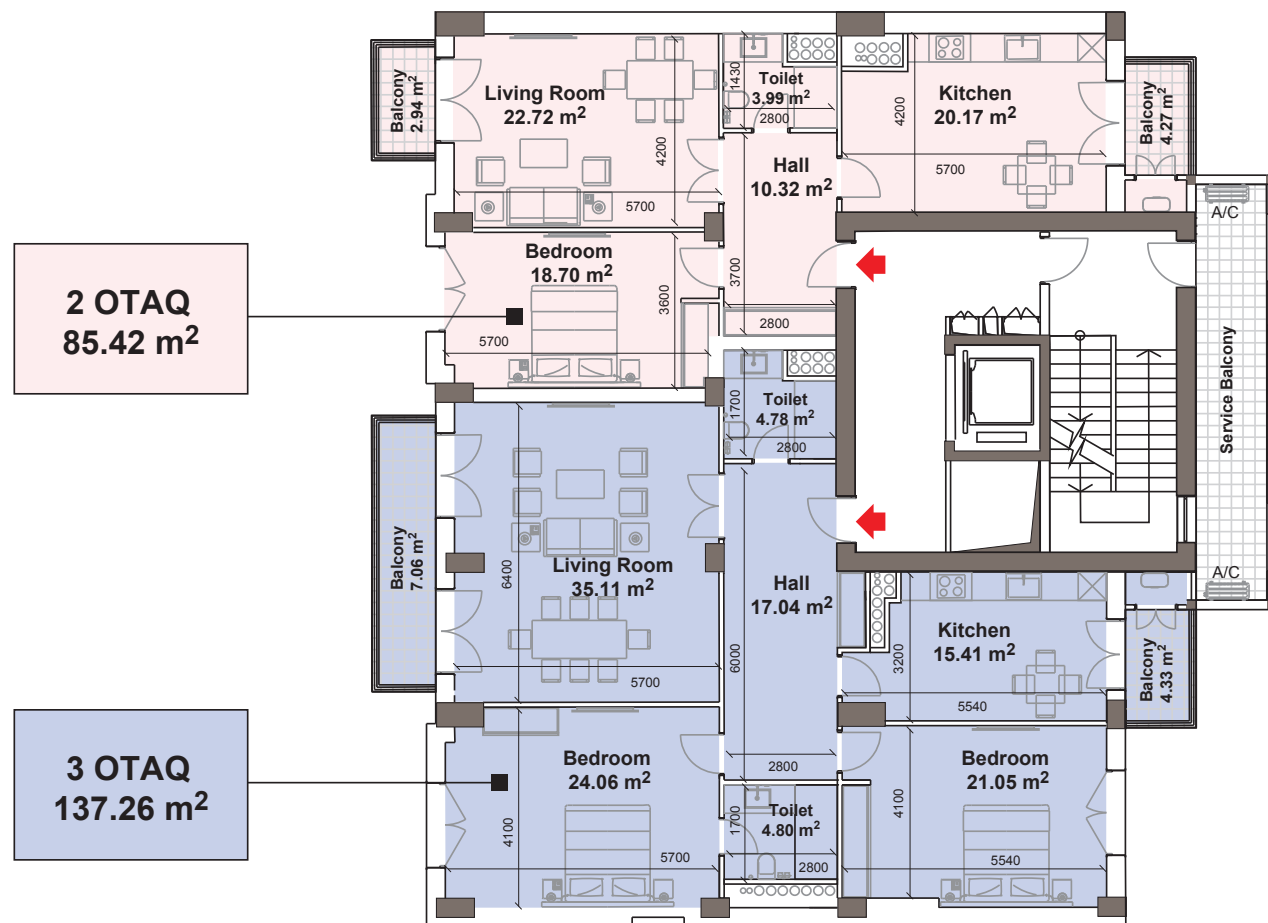 Balcony
2.94 m²
Living Room
22.72 m²
4200
5700
1430
Toilet
3.99 m²
2800
Hall
10.32 m²
3700
2800
4200
Kitchen
20.17 m²
5700
Balcony
4.27 m²
A/C
Service Balcony
A/C
2 OTAQ
85.42 m²
Bedroom
18.70 m²
3600
5700
1700
Toilet
4.78 m²
2800
Balcony
7.06 m²
6400
Living Room
35.11 m²
5700
Hall
17.04 m²
6000
2800
3200
Kitchen
15.41 m²
5540
Balcony
4.33 m²
3 OTAQ
137.26 m²
Bedroom
24.06 m²
4100
5700
1700
Toilet
4.80 m²
2800
Bedroom
21.05 m²
4100
5540